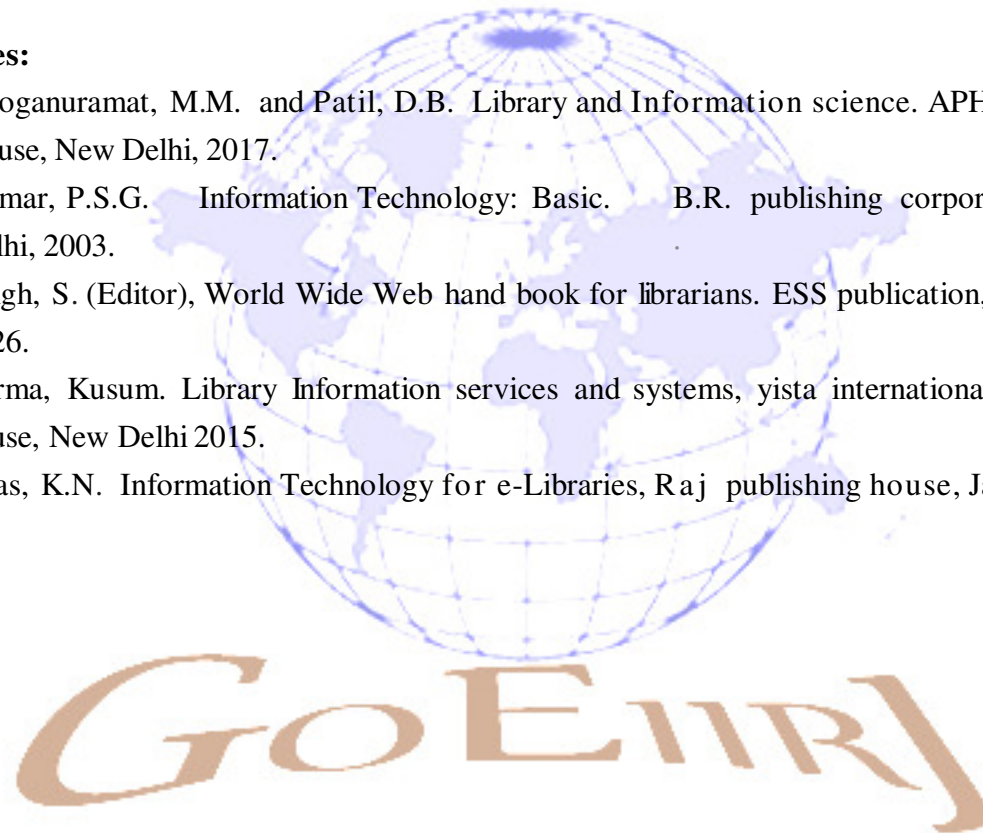 es:
oganuramat, M.M. and Patil, D.B. Library and Information science. APH
use, New Delhi, 2017.
mar, P.S.G. Information Technology: Basic. B.R. publishing corpor
lhi, 2003.
gh, S. (Editor), World Wide Web hand book for librarians. ESS publication,
26.
rma, Kusum. Library Information services and systems, yista internationa
use, New Delhi 2015.
as, K.N. Information Technology for e-Libraries, Raj publishing house, Ja
GOEIIRJ